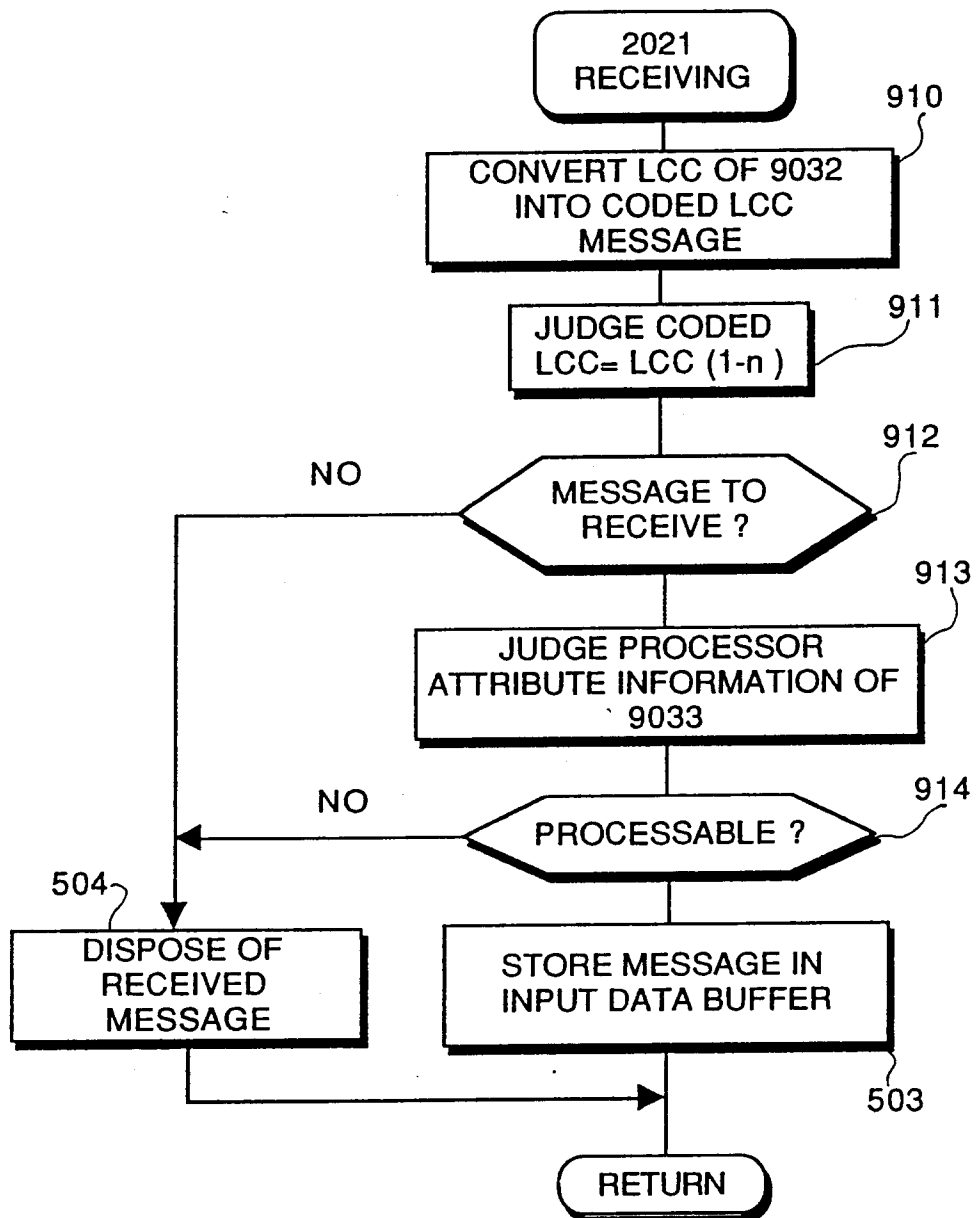 2021
RECEIVING
910
CONVERT LCC OF 9032
INTO CODED LCC
MESSAGE
911
JUDGE CODED
LCC= LCC (1-n )
912
NO
MESSAGE TO
RECEIVE ?
913
JUDGE PROCESSOR
ATTRIBUTE INFORMATION OF
9033
914
NO
PROCESSABLE ?
504
DISPOSE OF
RECEIVED
MESSAGE
STORE MESSAGE IN
INPUT DATA BUFFER
503
RETURN